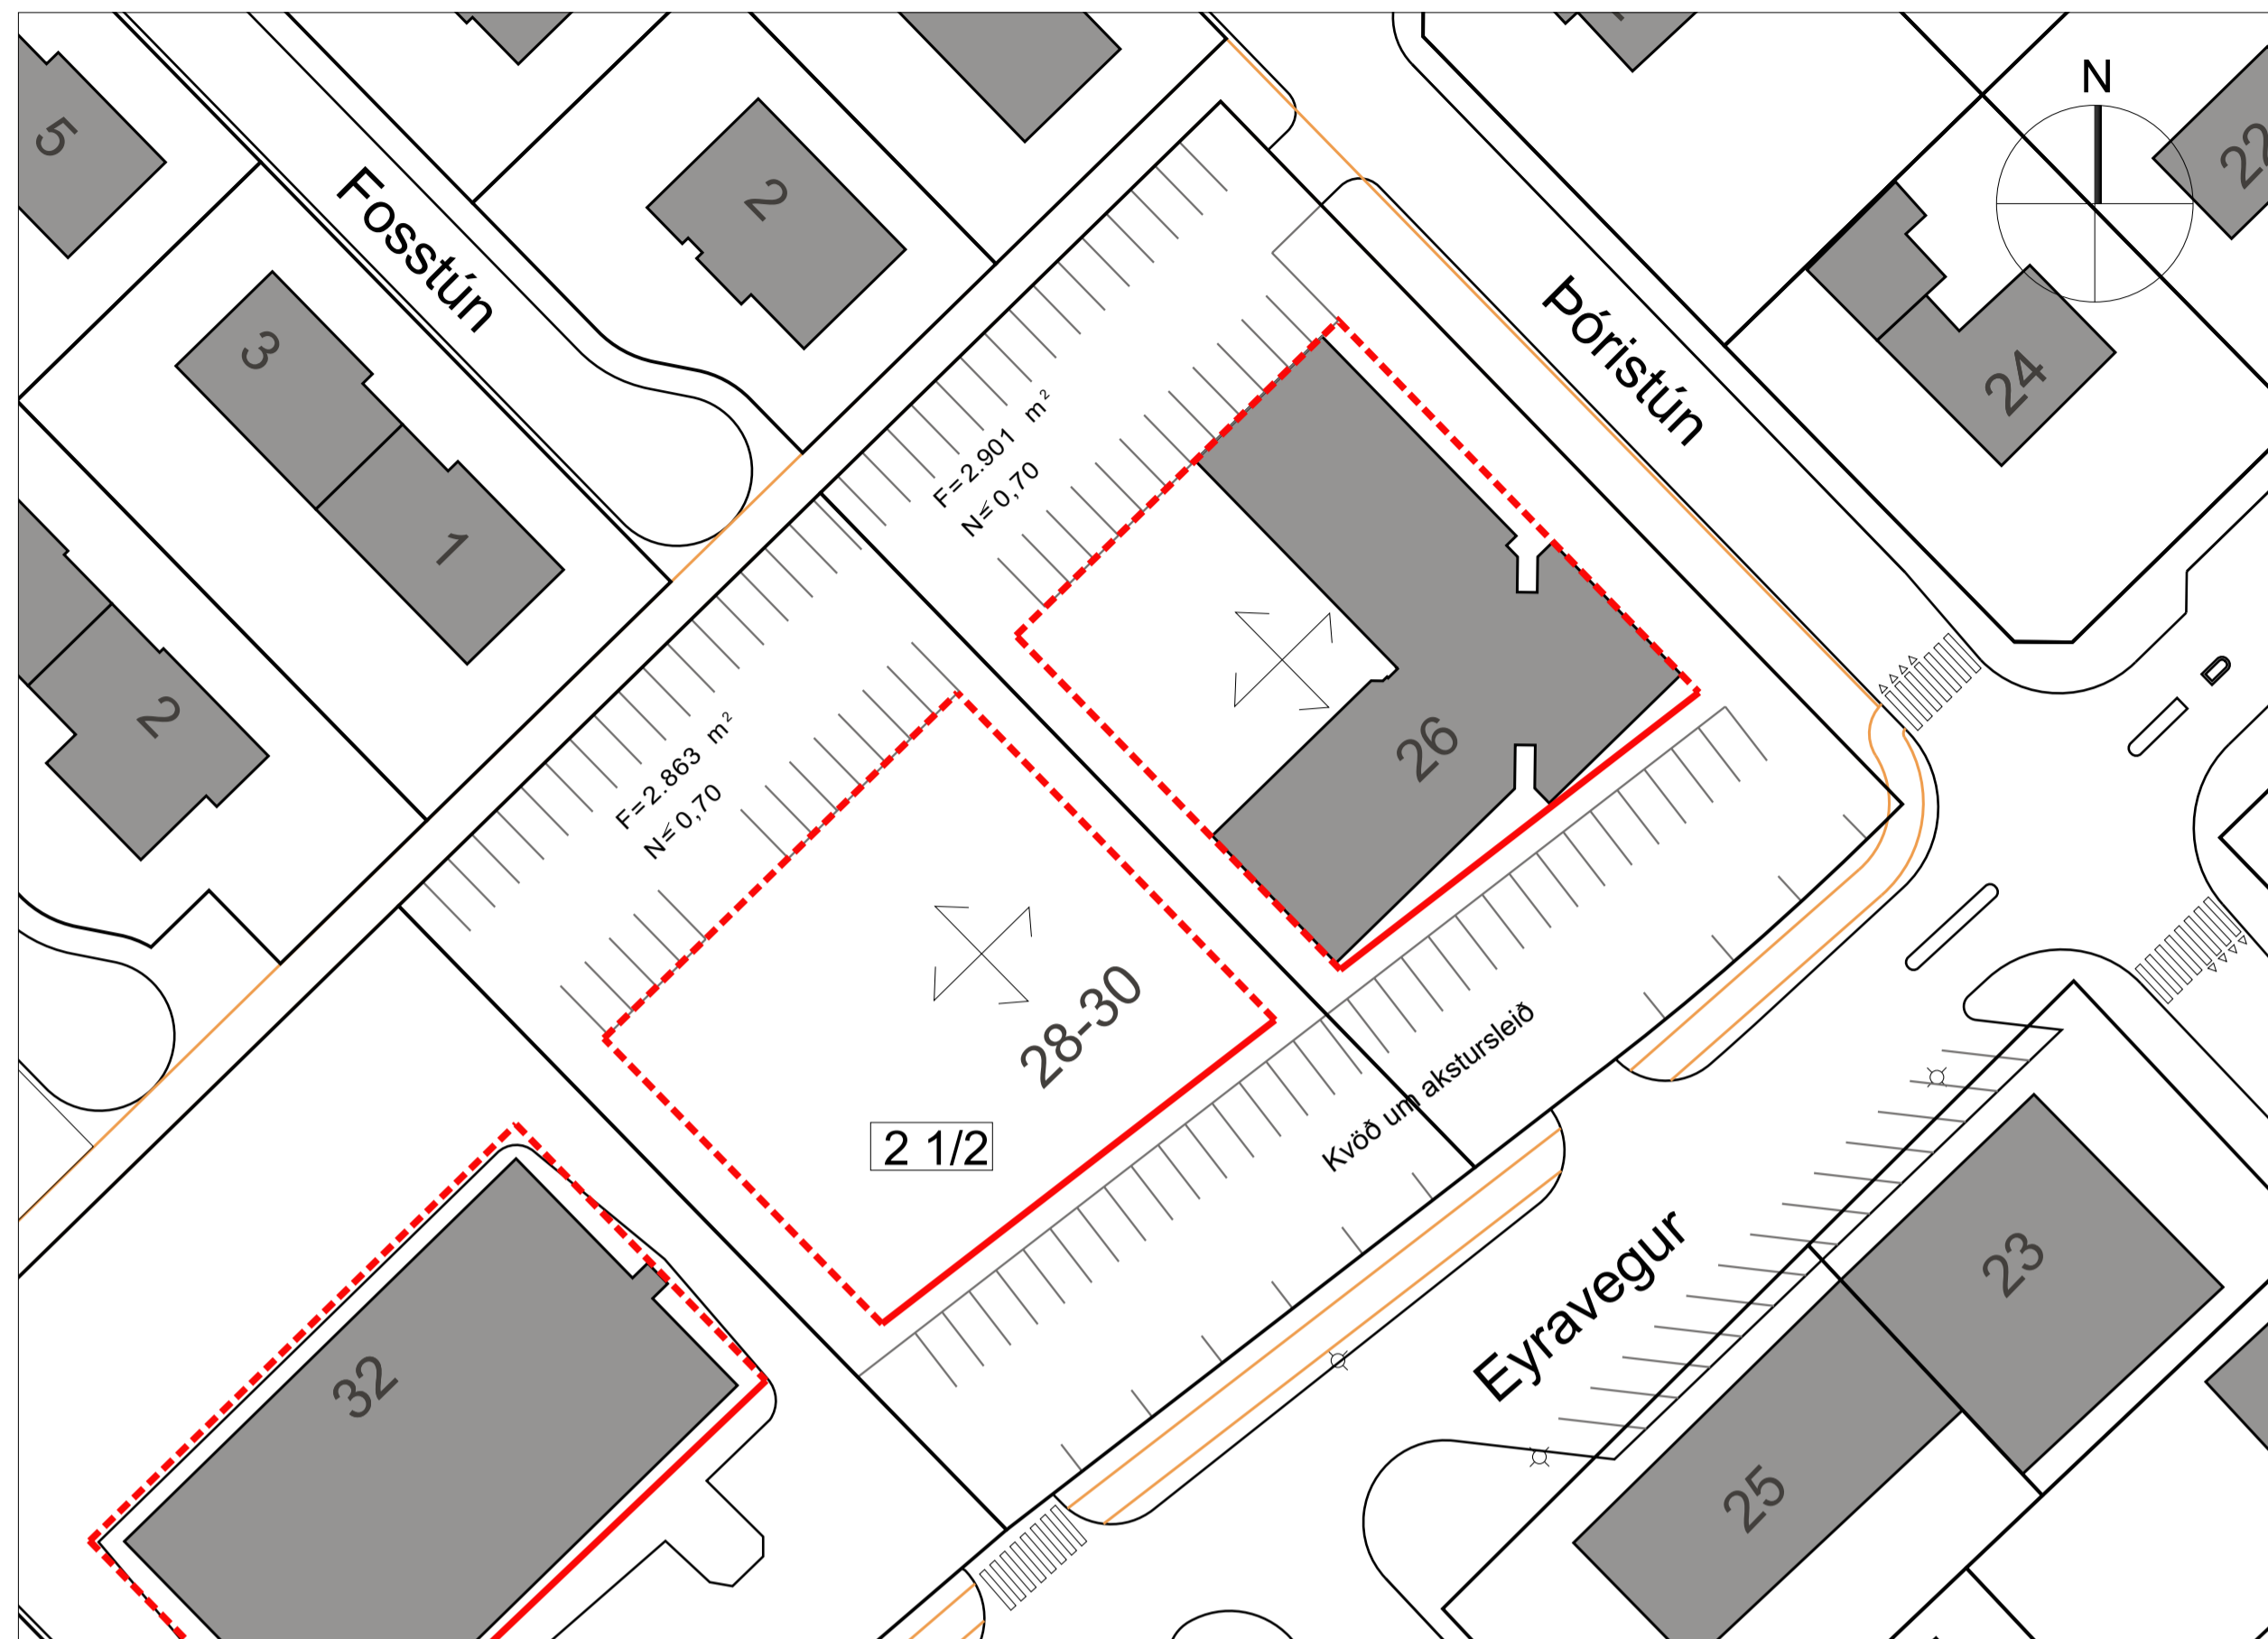 N
5
2
22
Fosstún
3
Þóristún
24
F=2.901 m²
N≤0,70
1
2
26
F=2.863 m²
N≤0,70
28-30
Kvöð um akstursleið
2 1/2
Eyravegur
23
32
25